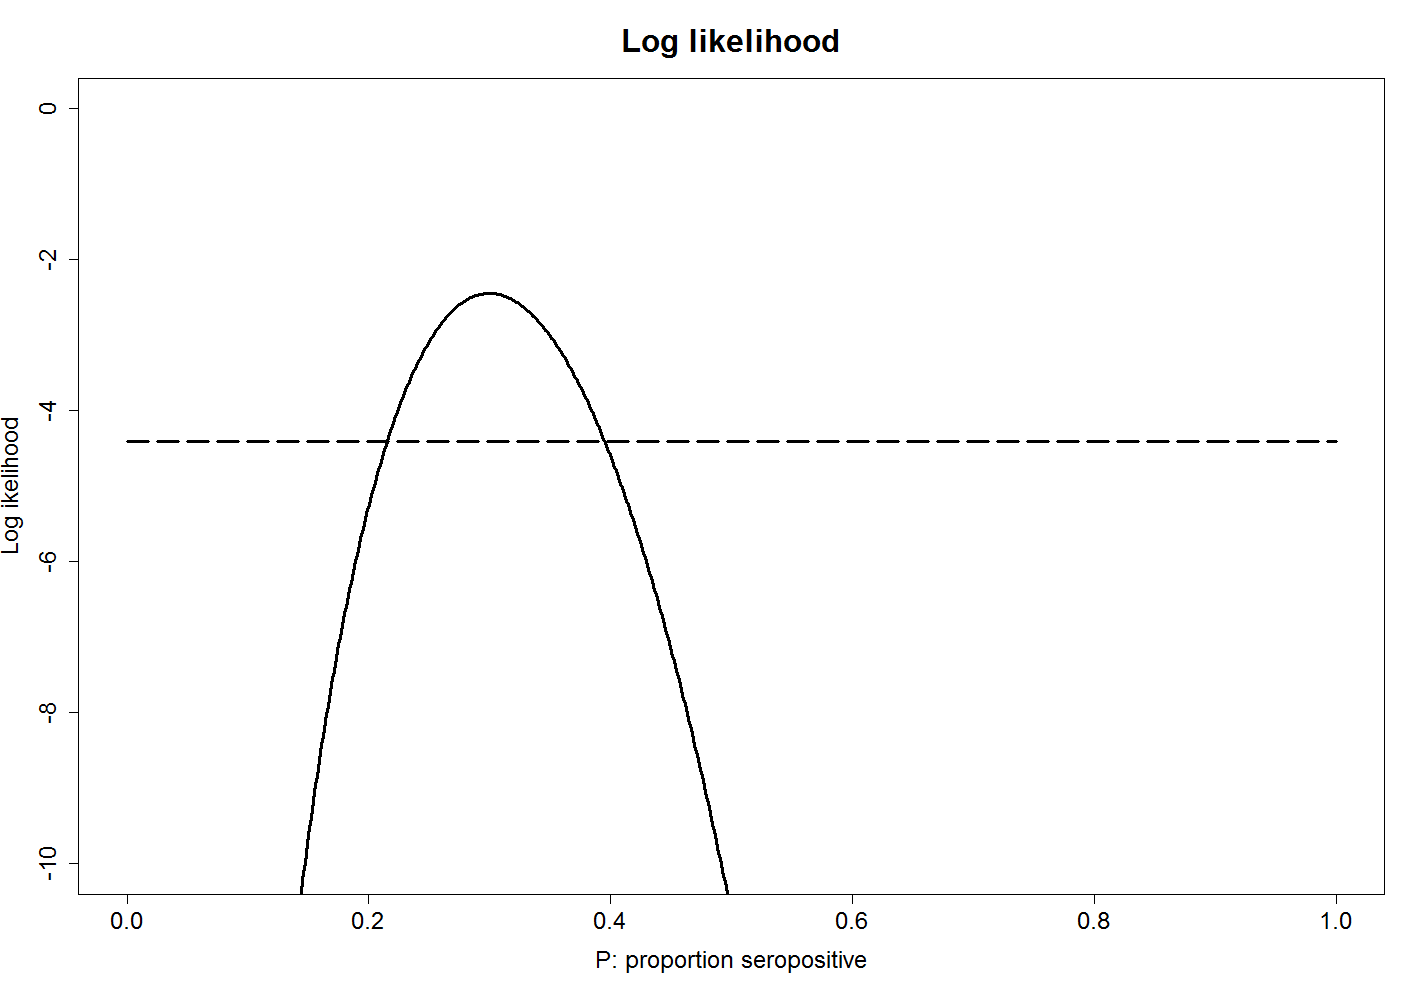 Log likelihood
0
-2
-4
-6
-8
-10
Log ikelihood
0.0 0.2 0.4 0.6 0.8 1.0
P: proportion seropositive